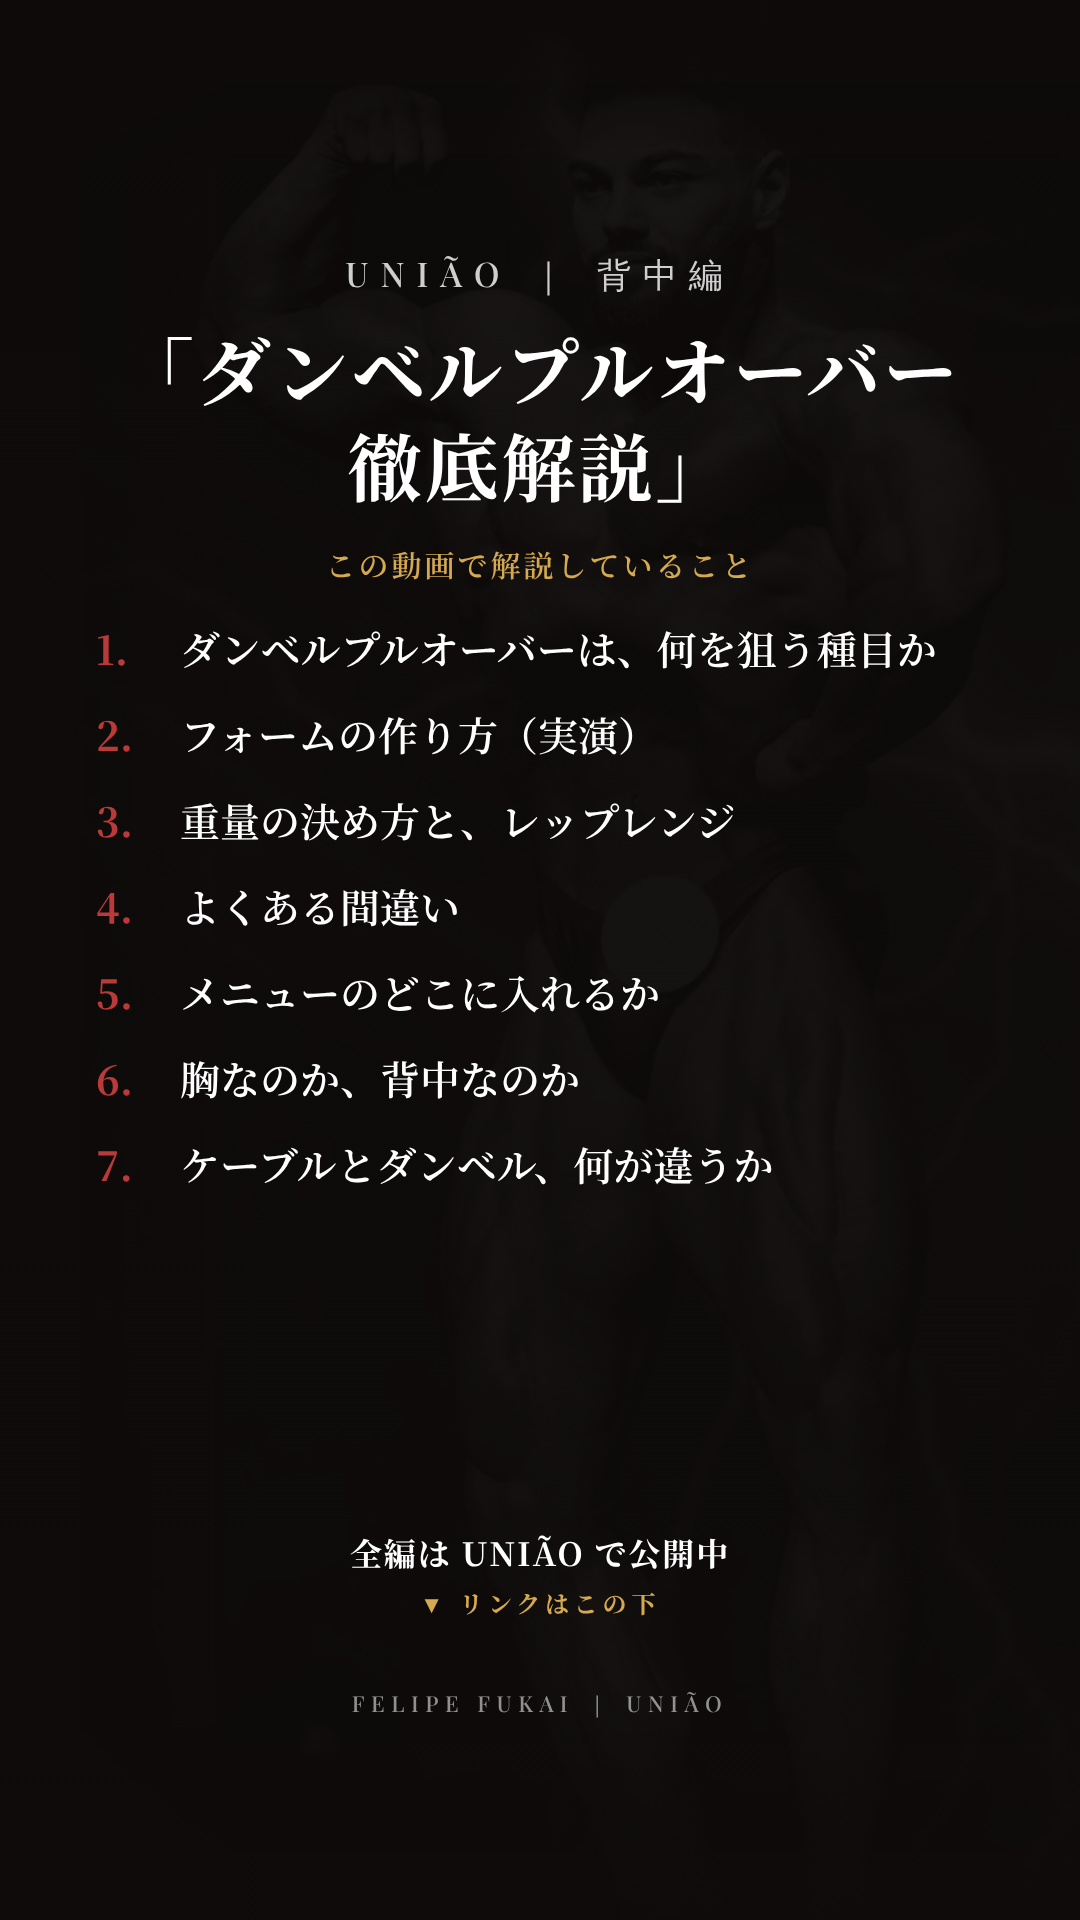 UNIÃO | 背中編
「ダンベルプルオーバー
徹底解説」
この動画で解説していること
1. ダンベルプルオーバーは、何を狙う種目か
2. フォームの作り方（実演）
3. 重量の決め方と、レップレンジ
4. よくある間違い
5. メニューのどこに入れるか
6. 胸なのか、背中なのか
7. ケーブルとダンベル、何が違うか
全編は UNIÃO で公開中
▼ リンクはこの下
FELIPE FUKAI | UNIÃO